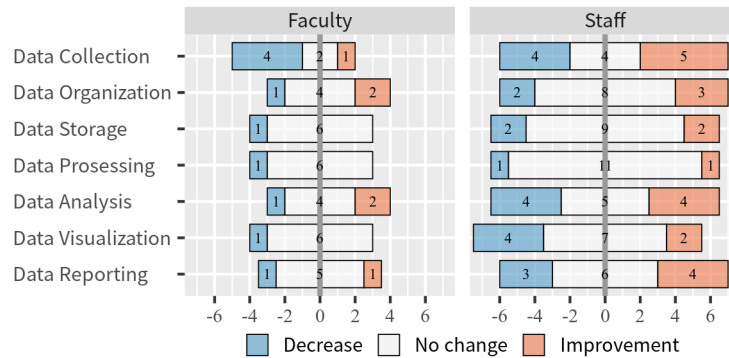 Faculty Staff
Data Collection 4 2 1 4 4 5
Data Organization 1 4 2 2 8 3
Data Storage 1 6 2 9 2
Data Prosessing 1 6 1 11 1
Data Analysis 1 4 2 4 5 4
Data Visualization 1 6 4 7 2
Data Reporting 1 5 1 3 6 4
-6 -4 -2 0 2 4 6 -6 -4 -2 0 2 4 6
Decrease No change Improvement